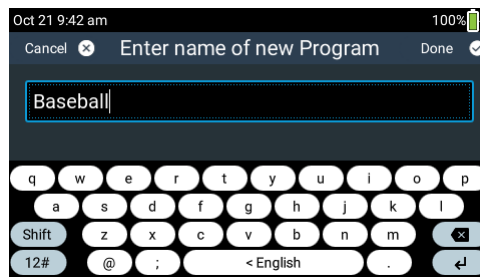 Oct 21 9:42 am 100%
Cancel Enter name of new Program Done
Baseball
q w e r t y u i o p
a s d f g h j k l
Shift z x c v b n m
12# @ ; < English .